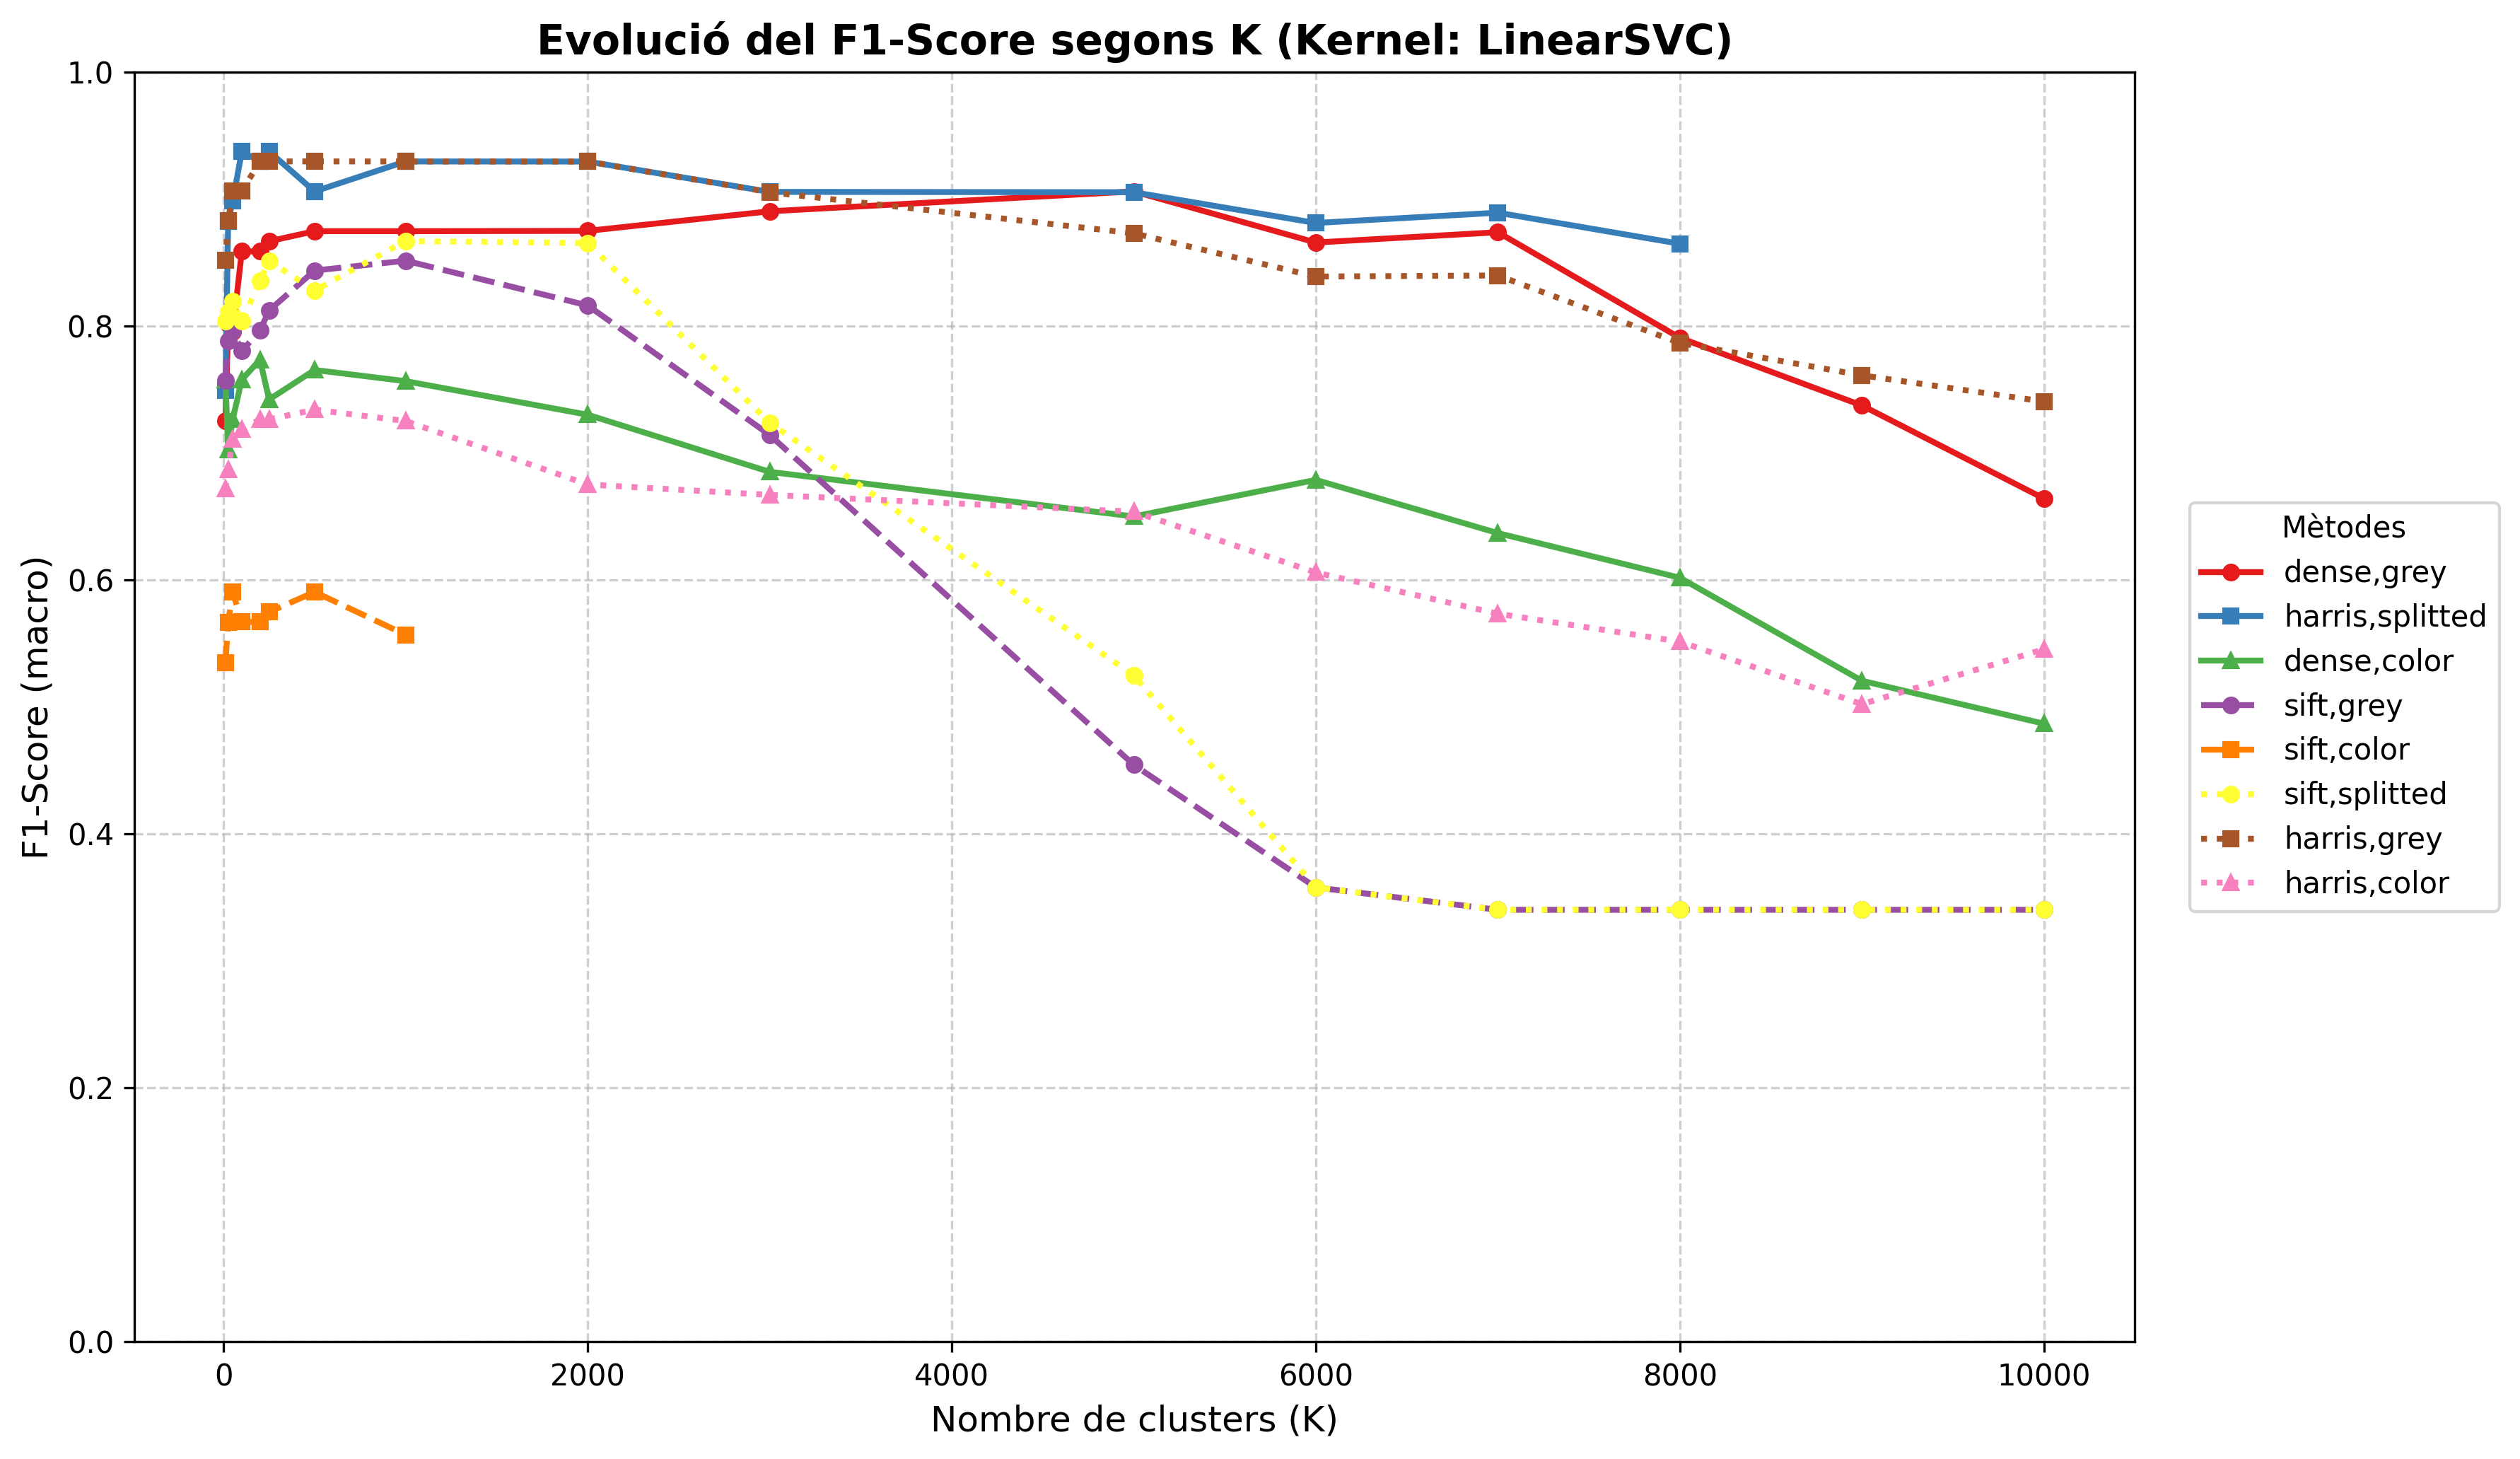 Evolució del F1-Score segons K (Kernel: LinearSVC)
1.0
0.8
0.6
0.4
0.2
0.0
F1-Score (macro)
0 2000 4000 6000 8000 10000
Nombre de clusters (K)
Mètodes
dense,grey
harris,splitted
dense,color
sift,grey
sift,color
sift,splitted
harris,grey
harris,color